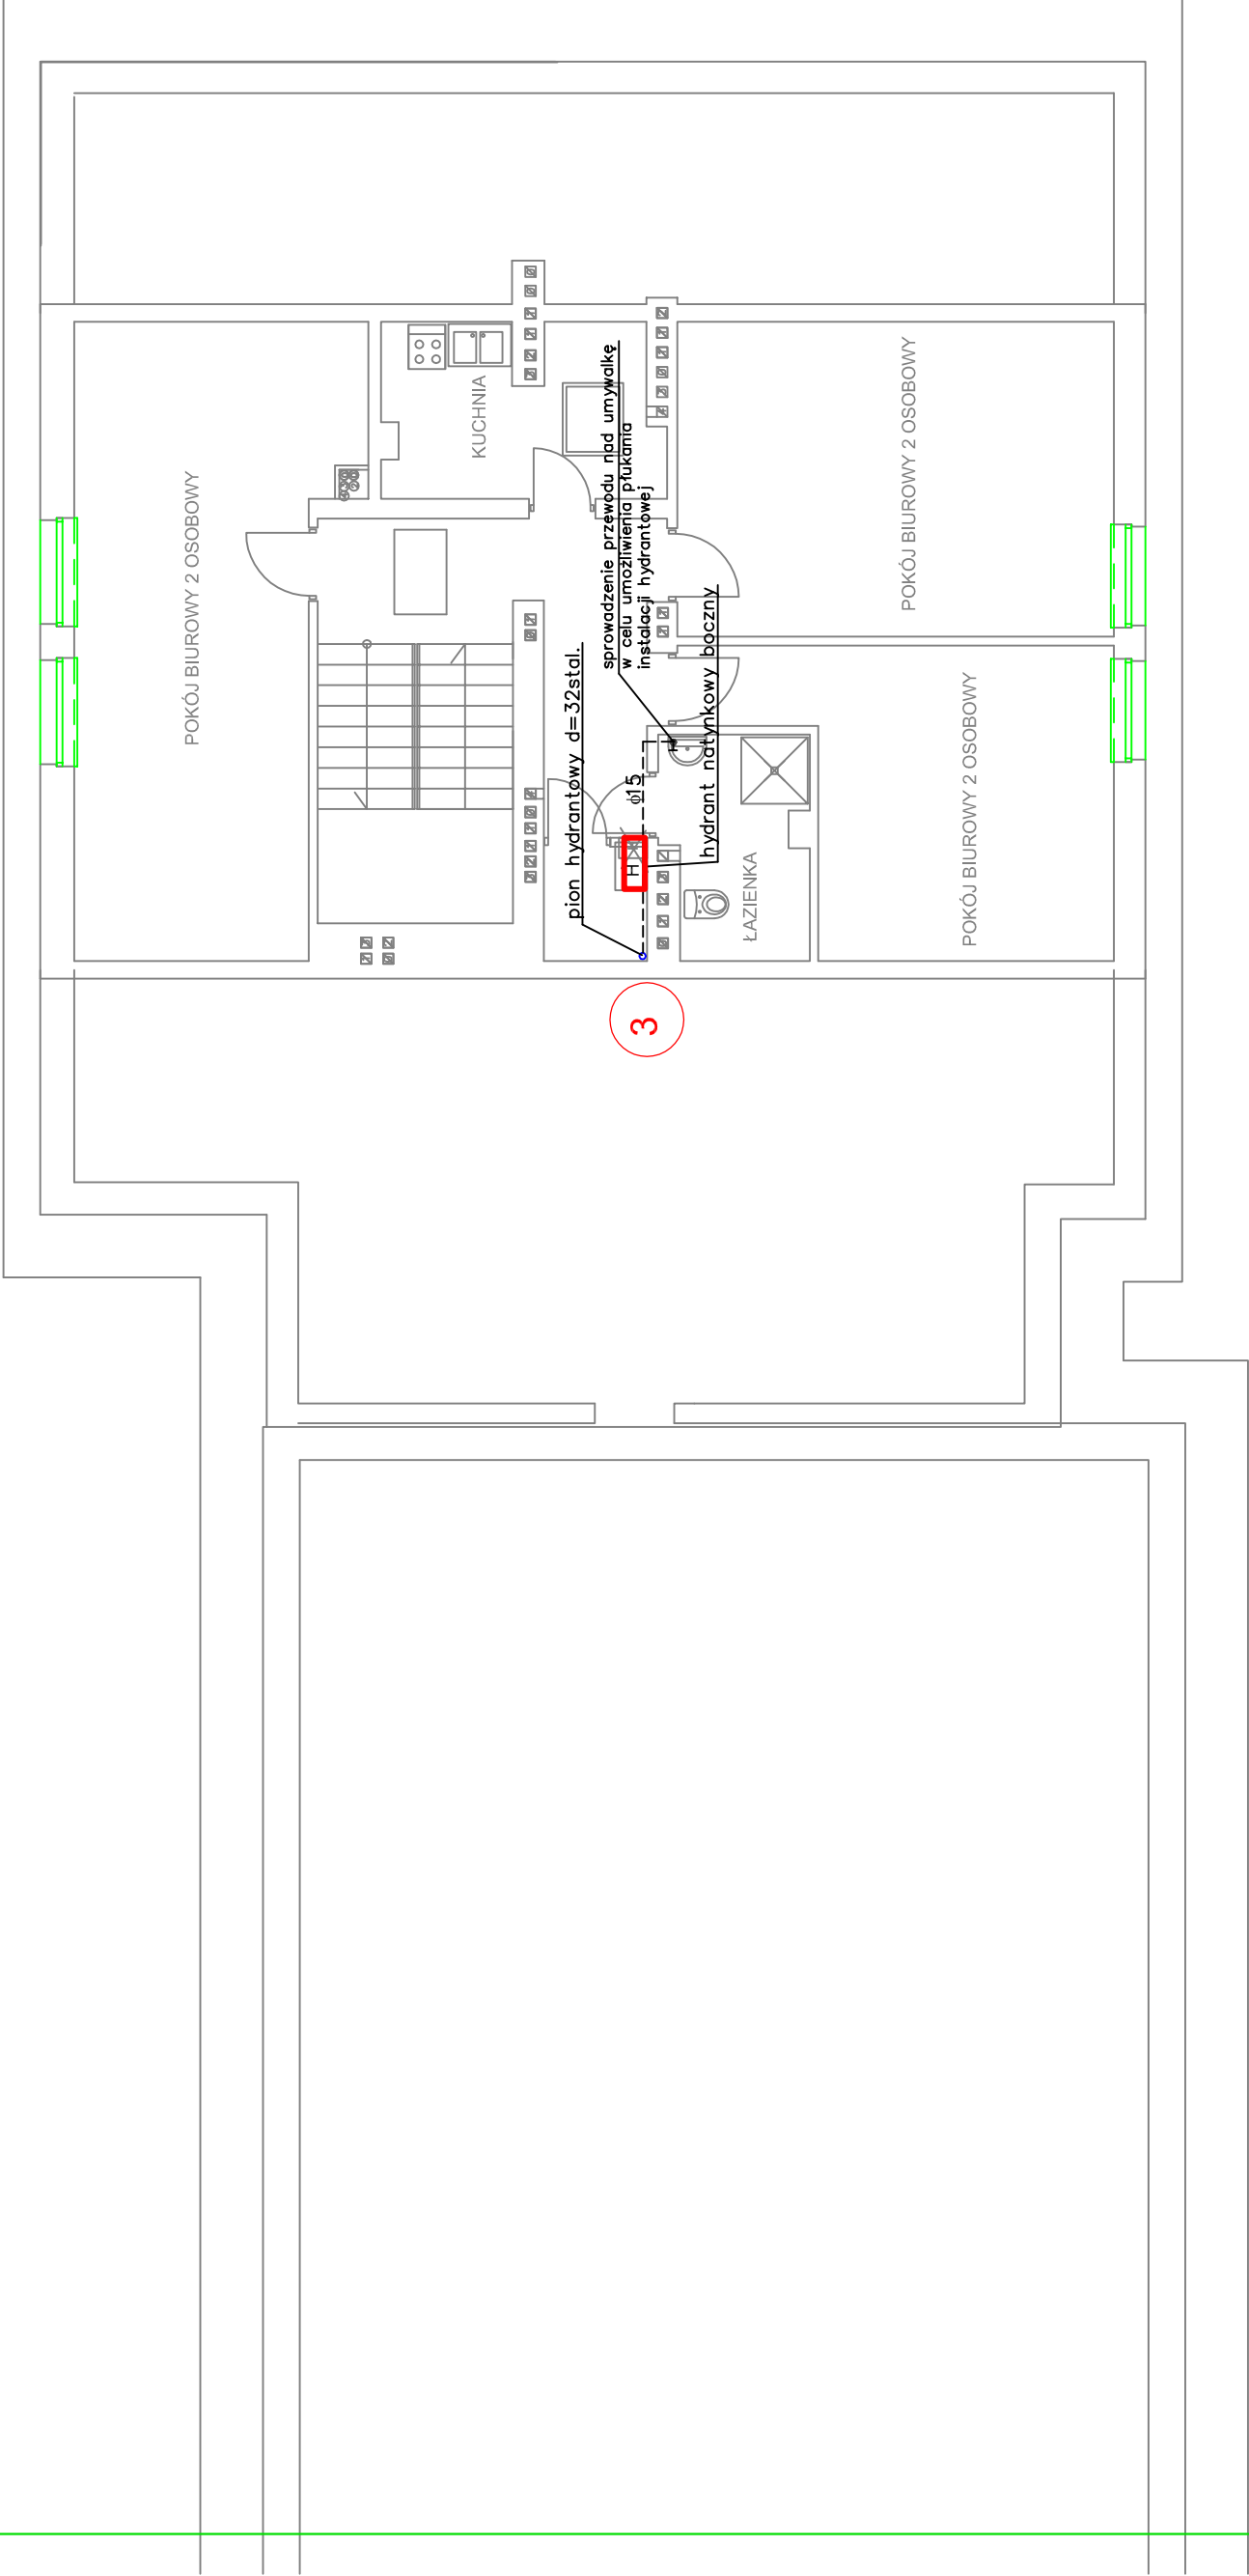 POKÓJ BIUROWY 2 OSOBOWY
KUCHNIA
pion hydrantowy d=32stal.
sprowadzenie przewodu nad umywalkę
w celu umożliwienia płukania
instalacji hydrantowej
ϕ15
H
hydrant natynkowy boczny
3
ŁAZIENKA
POKÓJ BIUROWY 2 OSOBOWY
POKÓJ BIUROWY 2 OSOBOWY